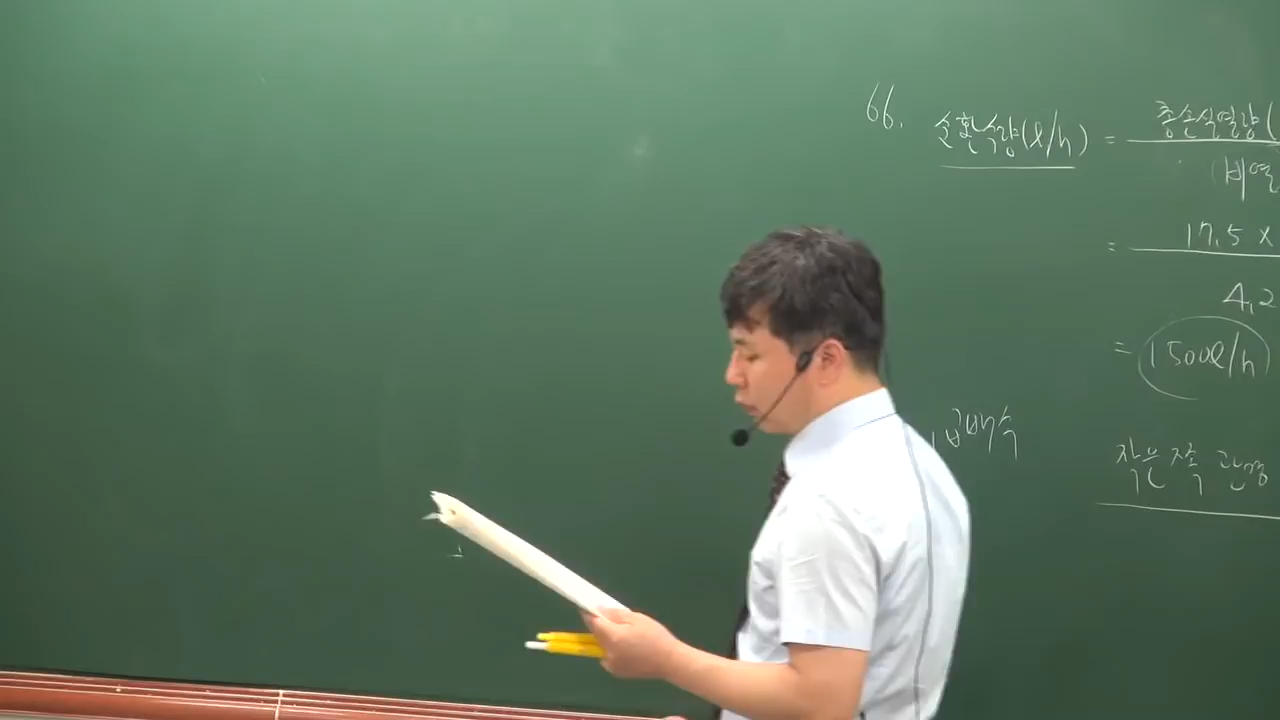 66. 순환수량(l/h) = 총손실열량(
(비열
= 17.5 x
4.2
= 1500l/h
급배수
작은쪽 관경